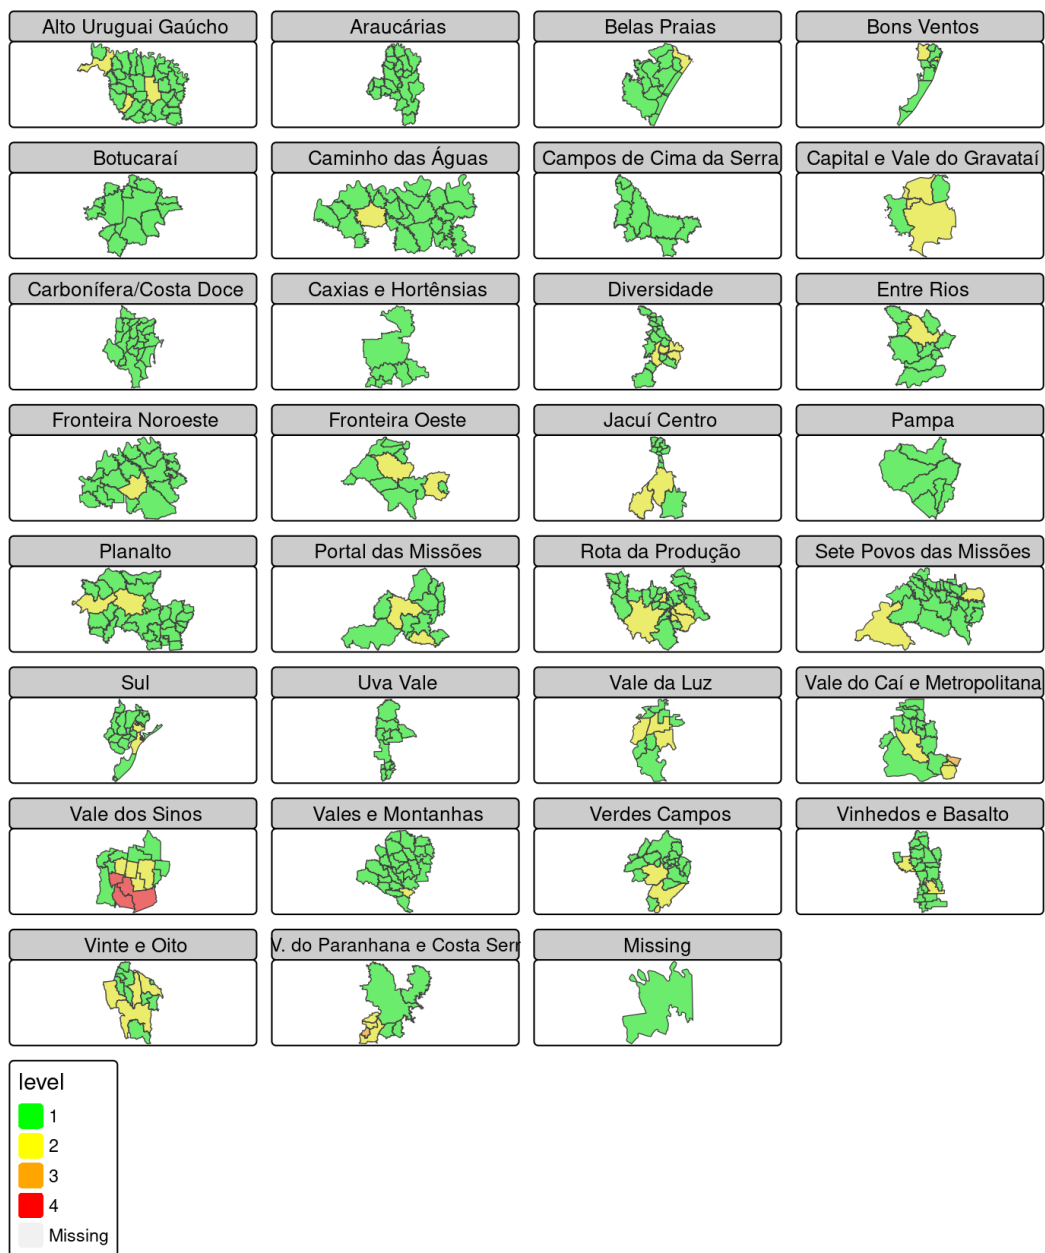 Alto Uruguai Gaúcho
Araucárias
Belas Praias
Bons Ventos
Botucaraí
Caminho das Águas
Campos de Cima da Serra
Capital e Vale do Gravataí
Carbonífera/Costa Doce
Caxias e Hortênsias
Diversidade
Entre Rios
Fronteira Noroeste
Fronteira Oeste
Jacuí Centro
Pampa
Planalto
Portal das Missões
Rota da Produção
Sete Povos das Missões
Sul
Uva Vale
Vale da Luz
Vale do Caí e Metropolitana
Vale dos Sinos
Vales e Montanhas
Verdes Campos
Vinhedos e Basalto
Vinte e Oito
V. do Paranhana e Costa Serr
Missing
level
1
2
3
4
Missing